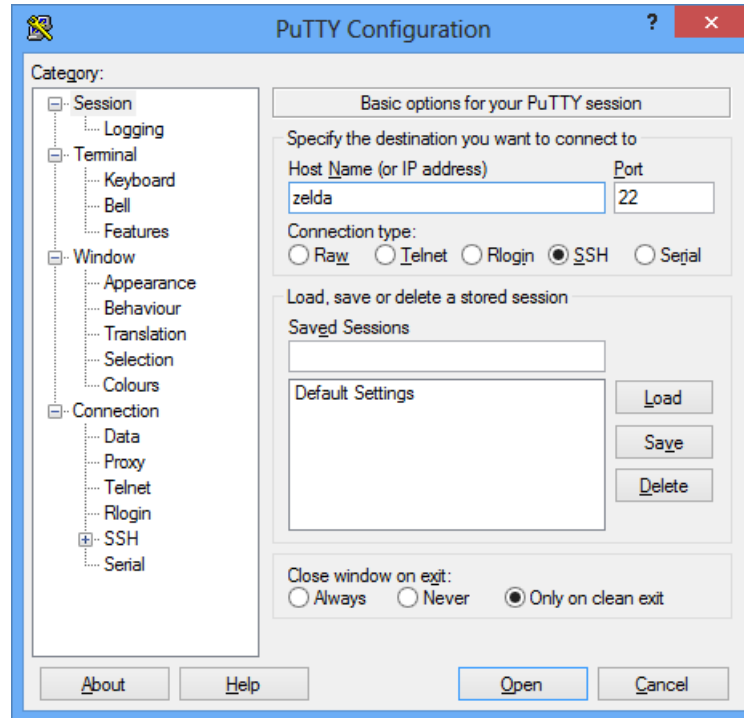 PuTTY Configuration
?
×
Category:
Session
Logging
Terminal
Keyboard
Bell
Features
Window
Appearance
Behaviour
Translation
Selection
Colours
Connection
Data
Proxy
Telnet
Rlogin
SSH
Serial
Basic options for your PuTTY session
Specify the destination you want to connect to
Host Name (or IP address) Port
zelda 22
Connection type:
Raw Telnet Rlogin SSH Serial
Load, save or delete a stored session
Saved Sessions
Default Settings
Load
Save
Delete
Close window on exit:
Always Never Only on clean exit
About Help Open Cancel